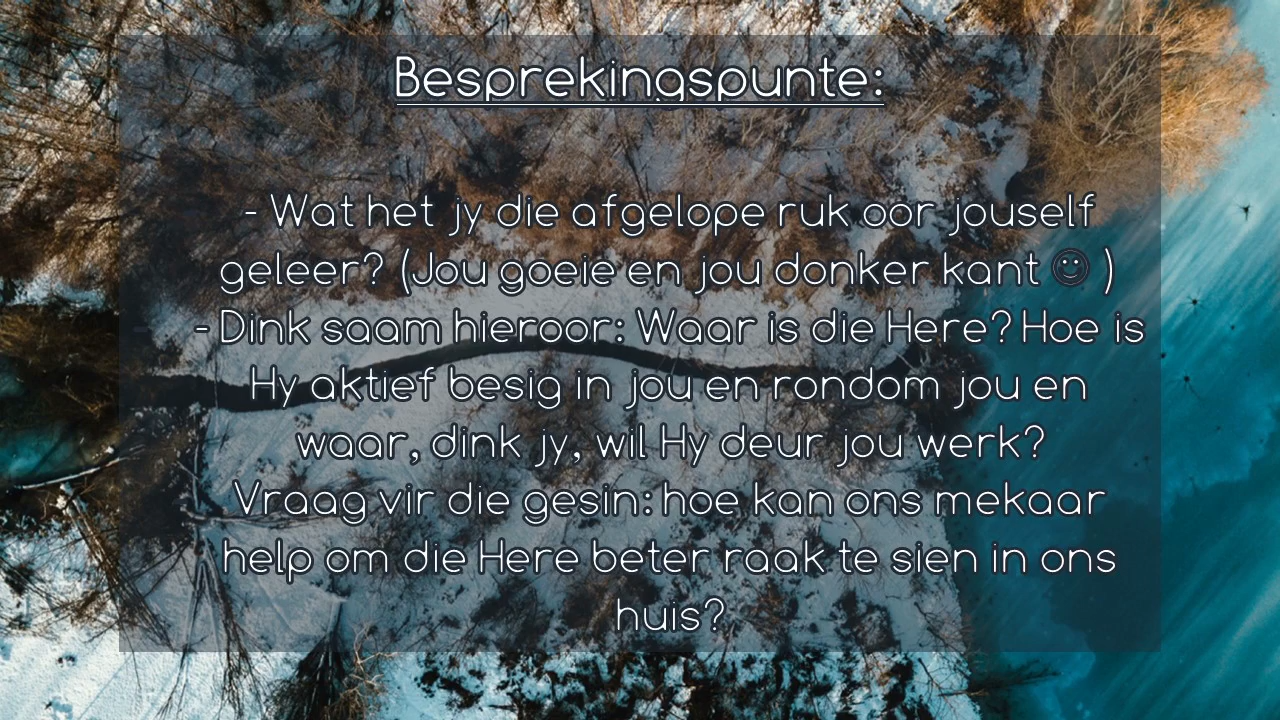 Besprekingspunte:
- Wat het jy die afgelope ruk oor jouself
geleer? (Jou goeie en jou donker kant ☺ )
- Dink saam hieroor: Waar is die Here? Hoe is
Hy aktief besig in jou en rondom jou en
waar, dink jy, wil Hy deur jou werk?
Vraag vir die gesin: hoe kan ons mekaar
help om die Here beter raak te sien in ons
huis?